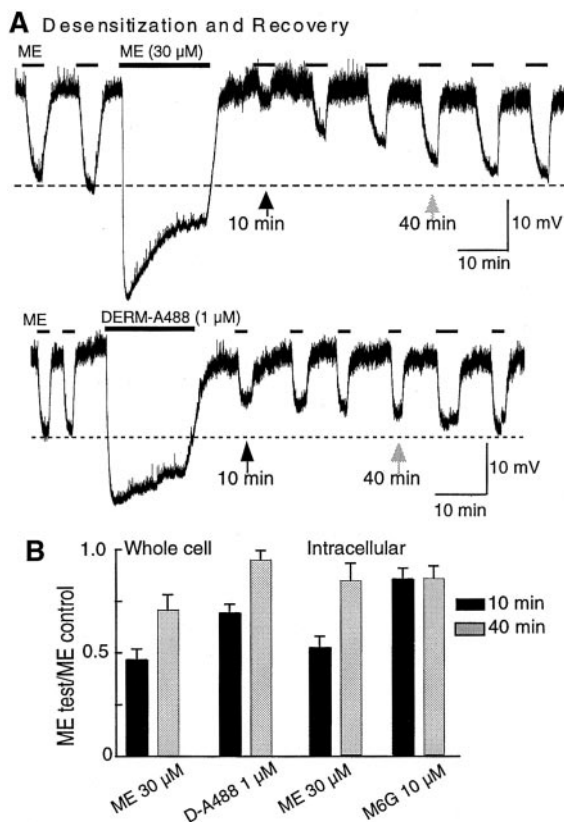 A Desensitization and Recovery
ME
ME (30 µM)
10 min
40 min
10 mV
10 min
ME
DERM-A488 (1 µM)
10 min
40 min
10 mV
10 min
B
Whole cell
Intracellular
ME test/ME control
1.0
0.5
0
10 min
40 min
ME 30 µM
D-A488 1 µM
ME 30 µM
M6G 10 µM